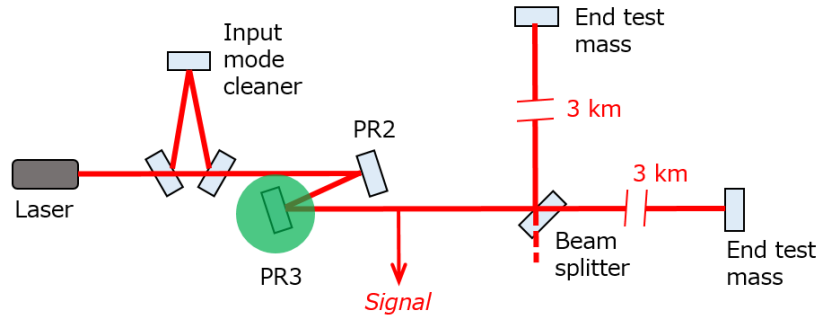 Input
mode
cleaner
End test
mass
3 km
PR2
3 km
Laser
PR3
Signal
Beam
splitter
End test
mass